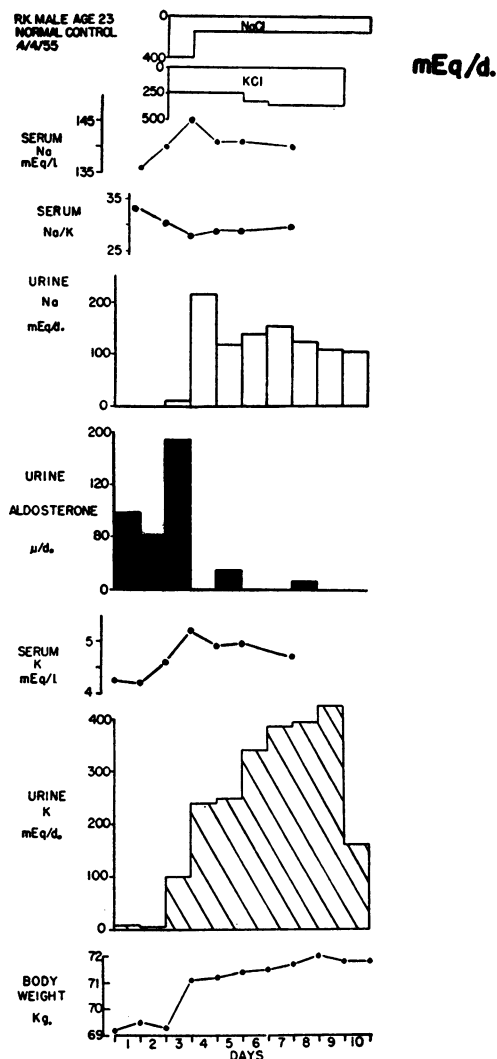 R.K. MALE AGE 23
NORMAL CONTROL
4/4/55
0
NaCl
400
mEq/d.
0
KCl
250
500
145
SERUM
Na
mEq/l
135
35
SERUM
Na/K
25
URINE
Na
mEq/d.
200
100
0
200
URINE
120
ALDOSTERONE
80
μ/d.
0
5
SERUM
K
mEq/l
4
400
300
URINE
K
mEq/d.
200
100
0
72
BODY
WEIGHT
Kg.
71
70
69
1 2 3 4 5 6 7 8 9 10
DAYS